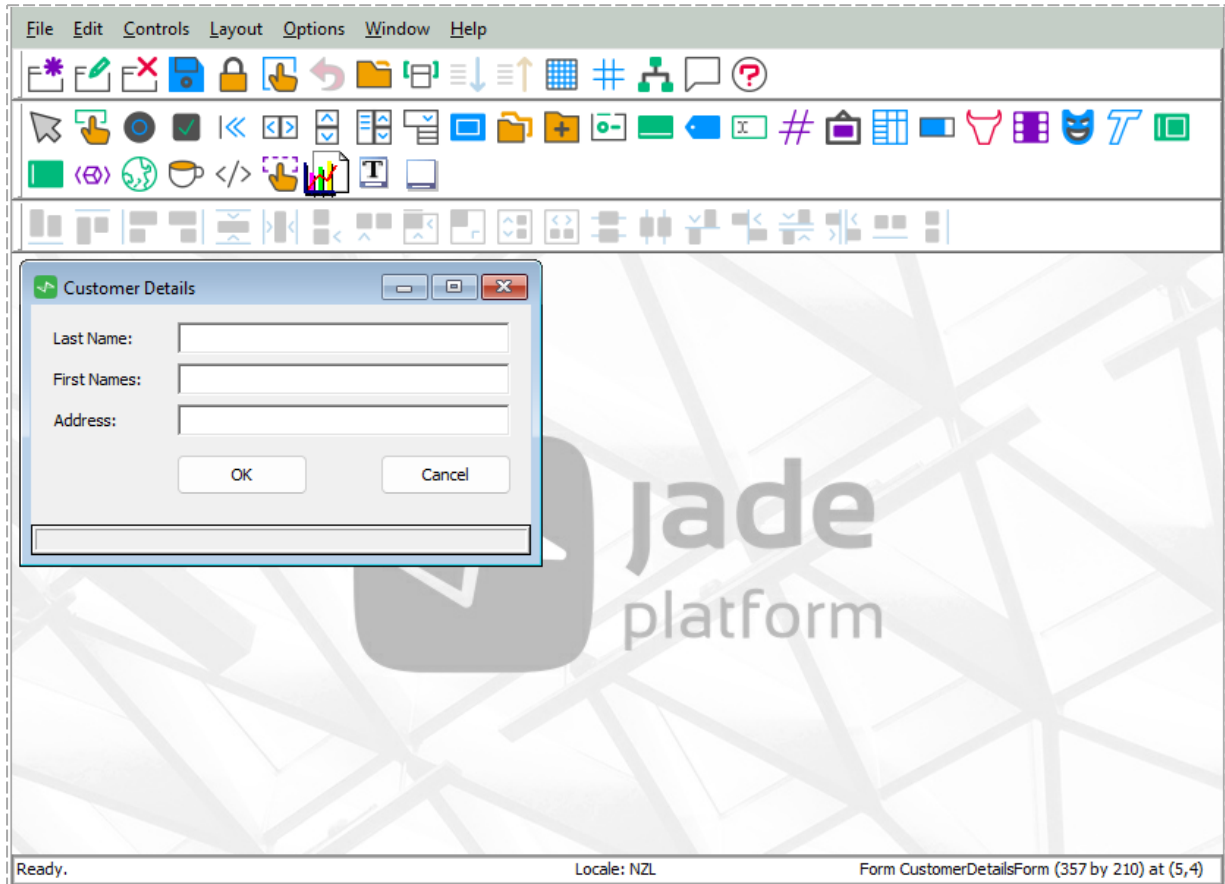 File Edit Controls Layout Options Window Help
Customer Details
Last Name:
First Names:
Address:
OK Cancel
jade
platform
Ready. Locale: NZL Form CustomerDetailsForm (357 by 210) at (5,4)